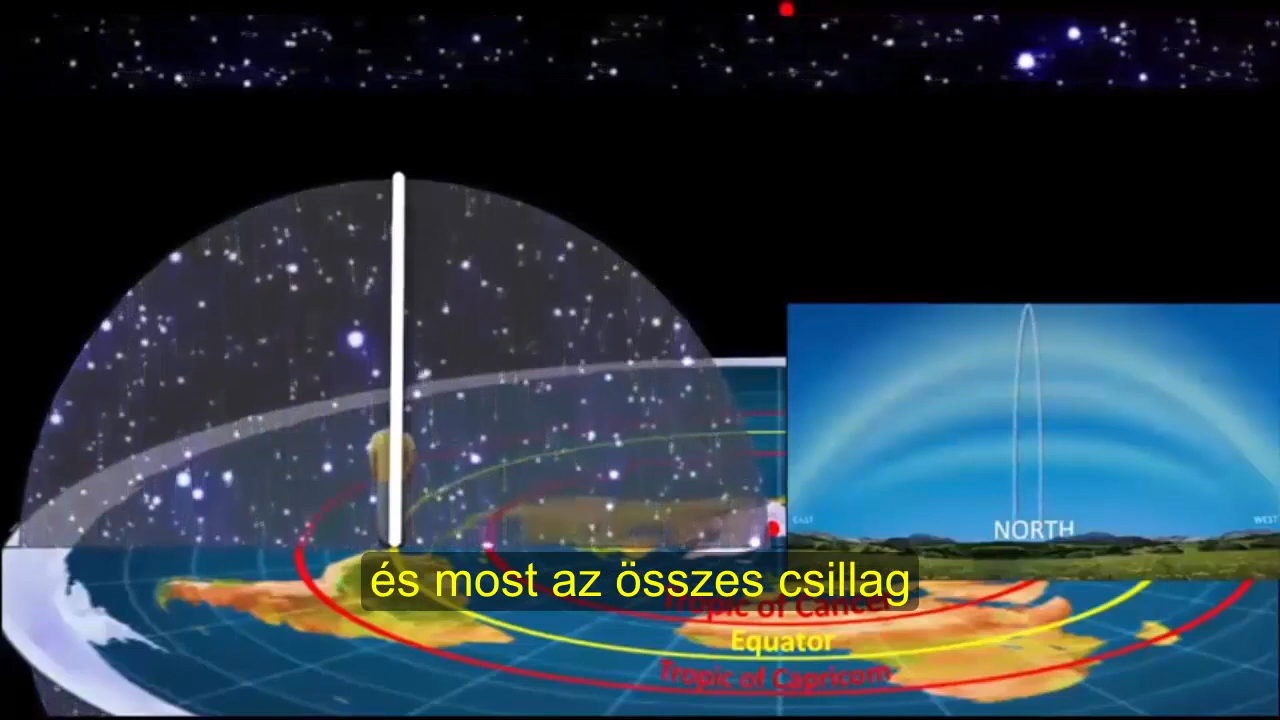 EAST
WEST
NORTH
és most az összes csillag
Tropic of Cancer
Equator
Tropic of Capricorn